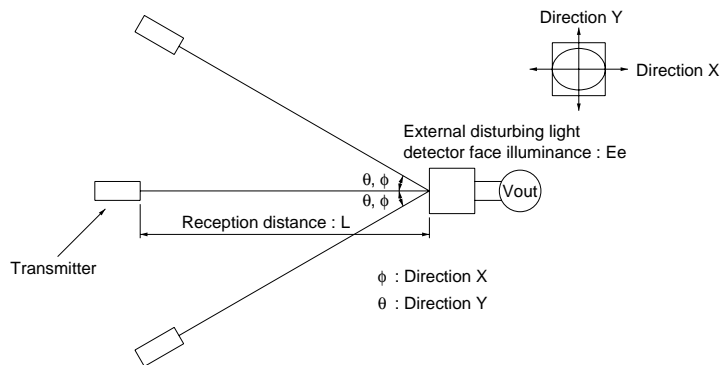 Direction Y
Direction X
External disturbing light
detector face illuminance : Ee
θ, ϕ
θ, ϕ
Vout
Reception distance : L
Transmitter
ϕ : Direction X
θ : Direction Y